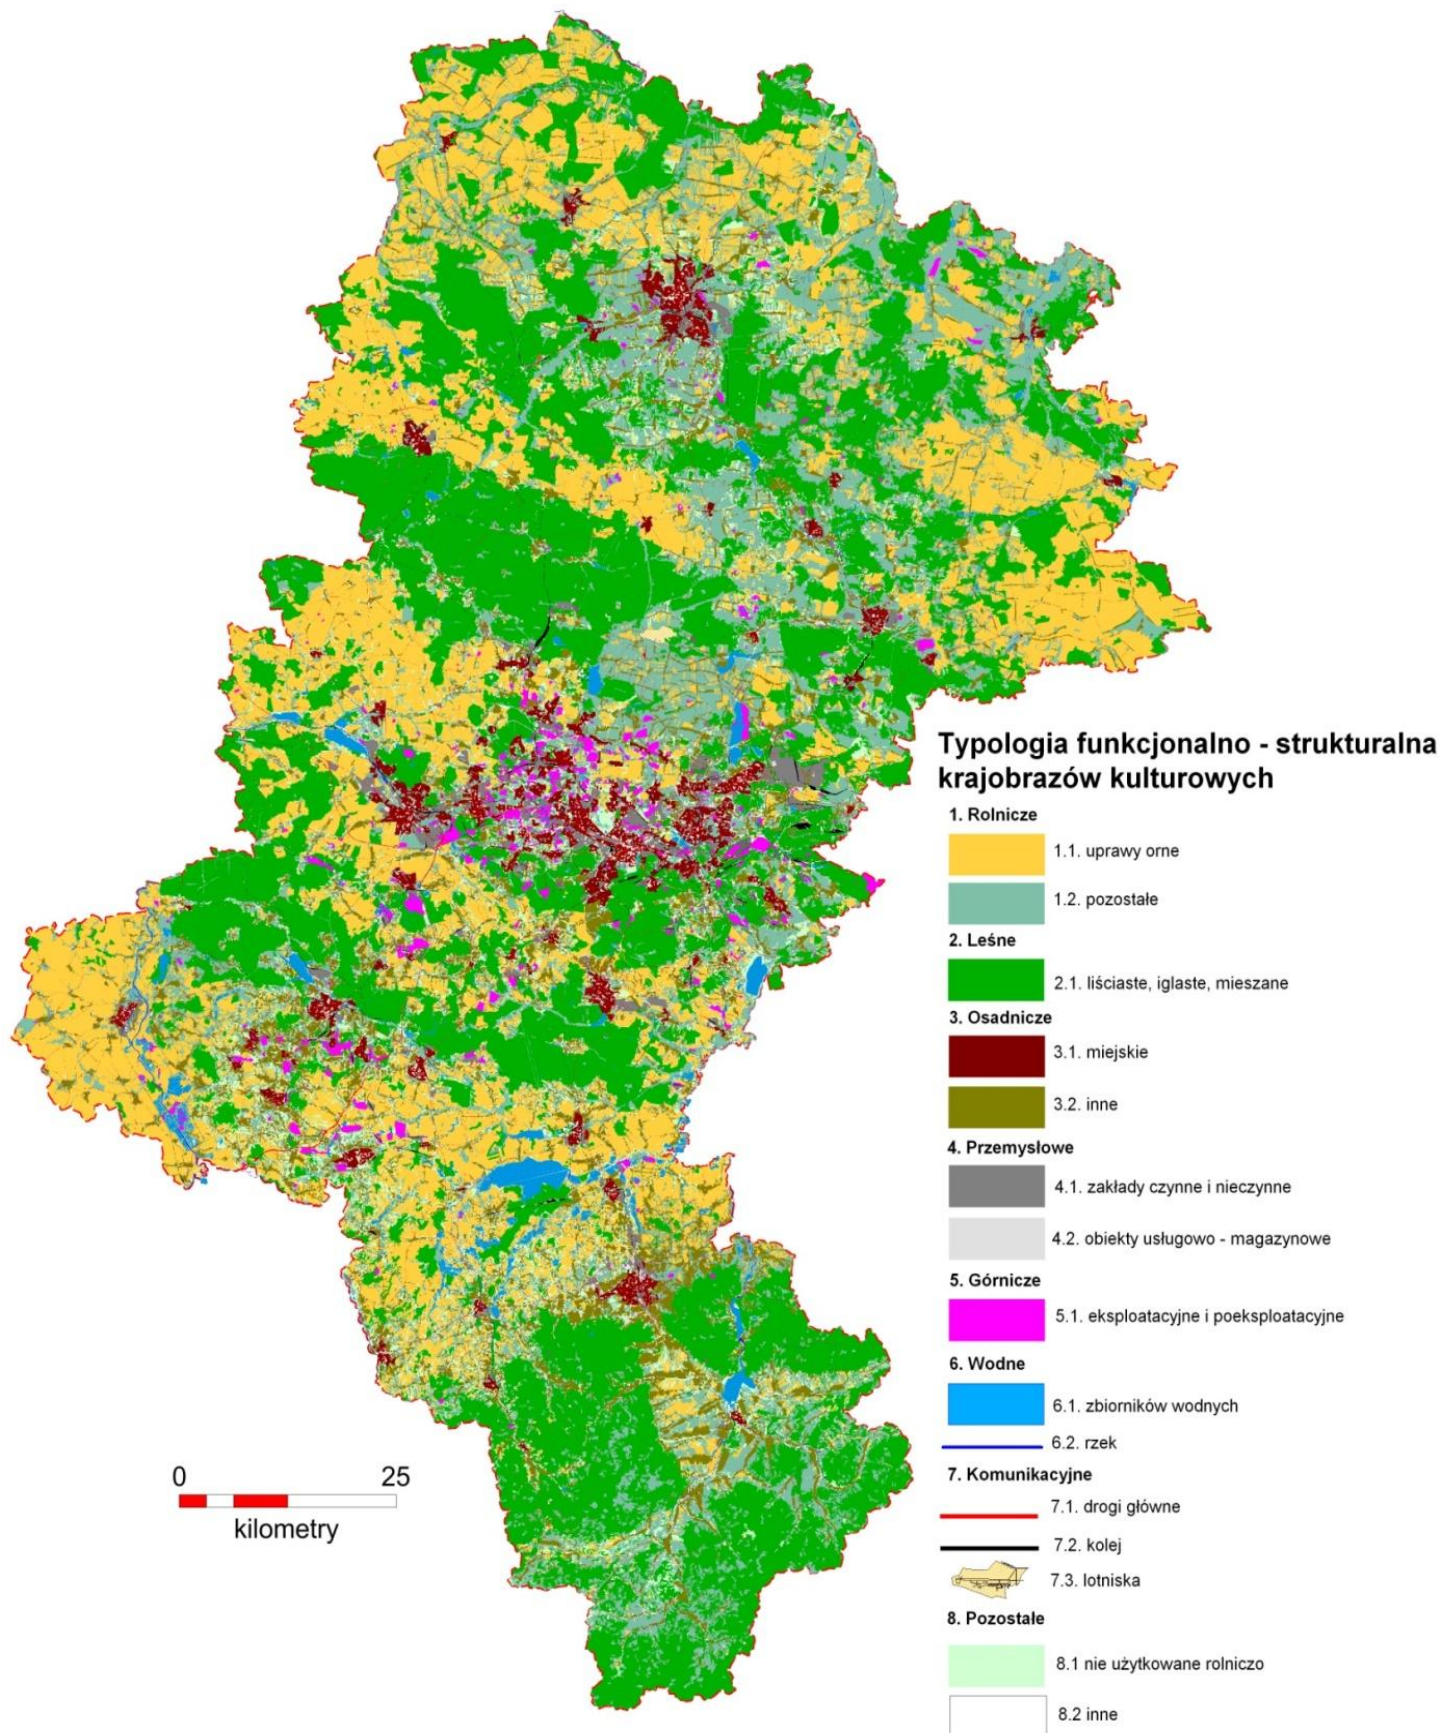 Typologia funkcjonalno - strukturalna
krajobrazów kulturowych
1. Rolnicze
1.1. uprawy orne
1.2. pozostałe
2. Leśne
2.1. liściaste, iglaste, mieszane
3. Osadnicze
3.1. miejskie
3.2. inne
4. Przemysłowe
4.1. zakłady czynne i nieczynne
4.2. obiekty usługowo - magazynowe
5. Górnicze
5.1. eksploatacyjne i poeksploatacyjne
6. Wodne
6.1. zbiorników wodnych
6.2. rzek
7. Komunikacyjne
7.1. drogi główne
7.2. kolej
7.3. lotniska
8. Pozostałe
8.1 nie użytkowane rolniczo
8.2 inne
0 25
kilometry